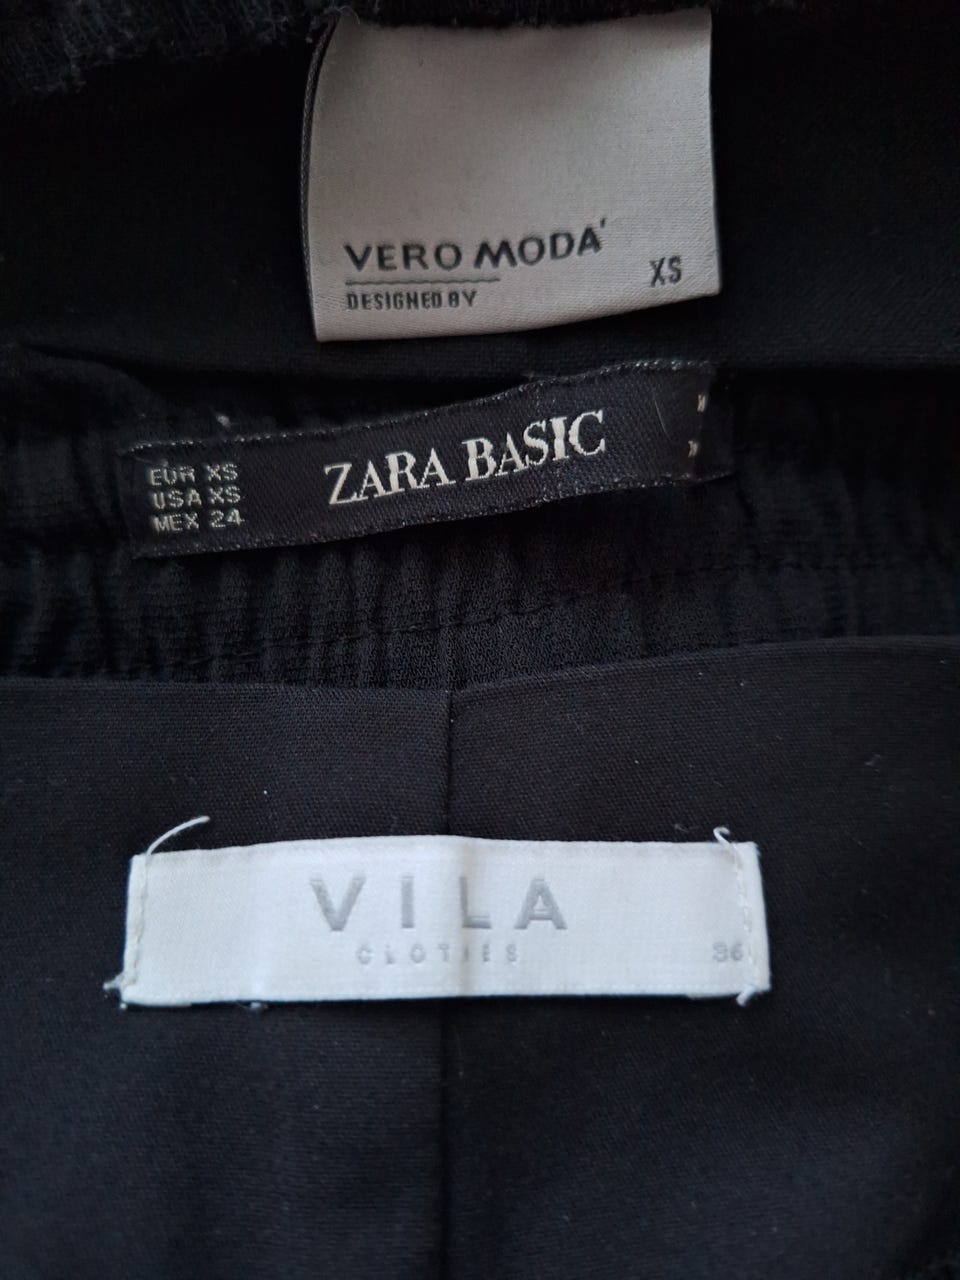 VERO MODA
DESIGNED BY
XS
EUR XS
USA XS
MEX 24
ZARA BASIC
VILA
CLOTHES
36